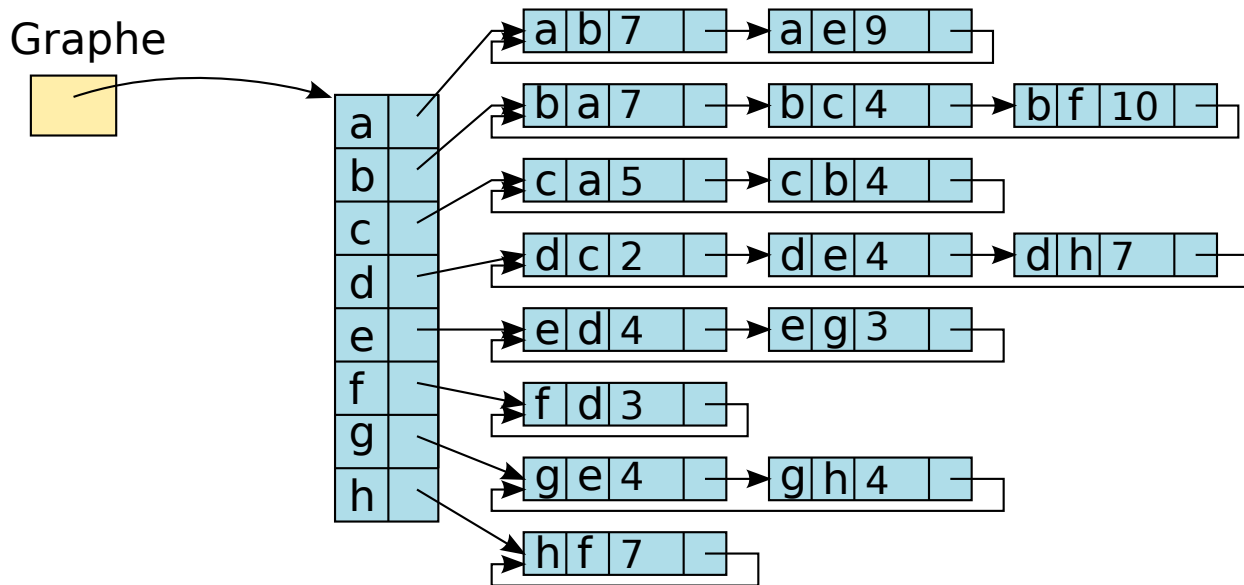 Graphe
a
b
c
d
e
f
g
h
a b 7 a e 9
b a 7 b c 4 b f 10
c a 5 c b 4
d c 2 d e 4 d h 7
e d 4 e g 3
f d 3
g e 4 g h 4
h f 7